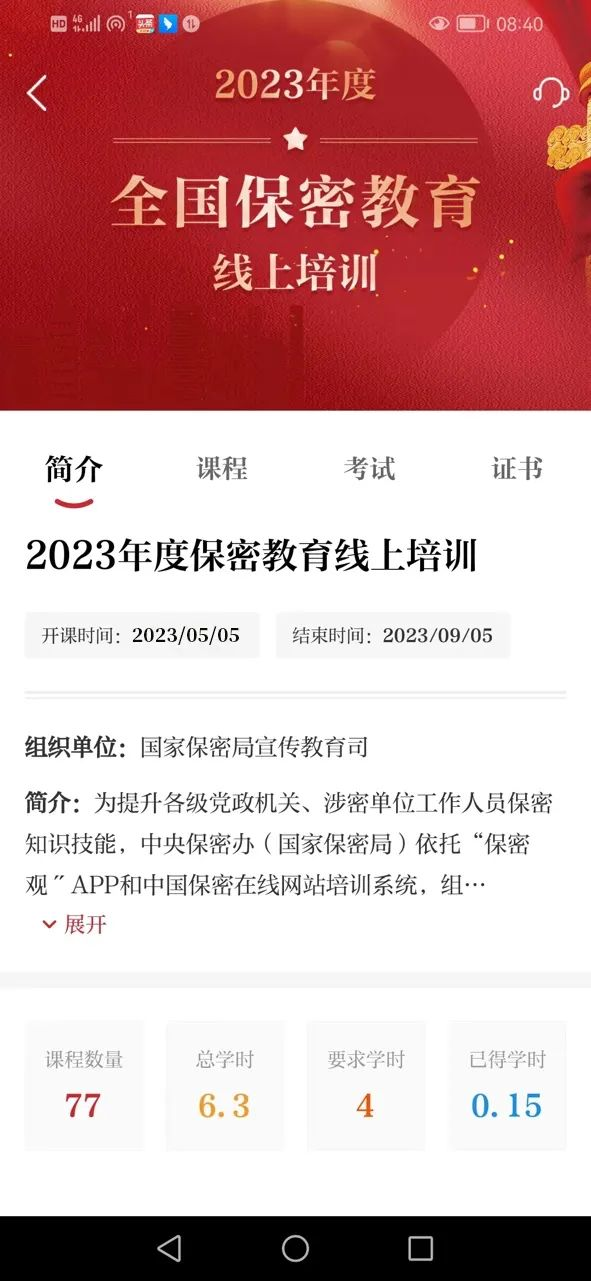 HD 4G 1 头条 08:40
2023年度
全国保密教育
线上培训
简介 课程 考试 证书
2023年度保密教育线上培训
开课时间：2023/05/05 结束时间：2023/09/05
组织单位：国家保密局宣传教育司
简介：为提升各级党政机关、涉密单位工作人员保密
知识技能，中央保密办（国家保密局）依托“保密
观″APP和中国保密在线网站培训系统，组…
展开
课程数量 总学时 要求学时 已得学时
77 6.3 4 0.15